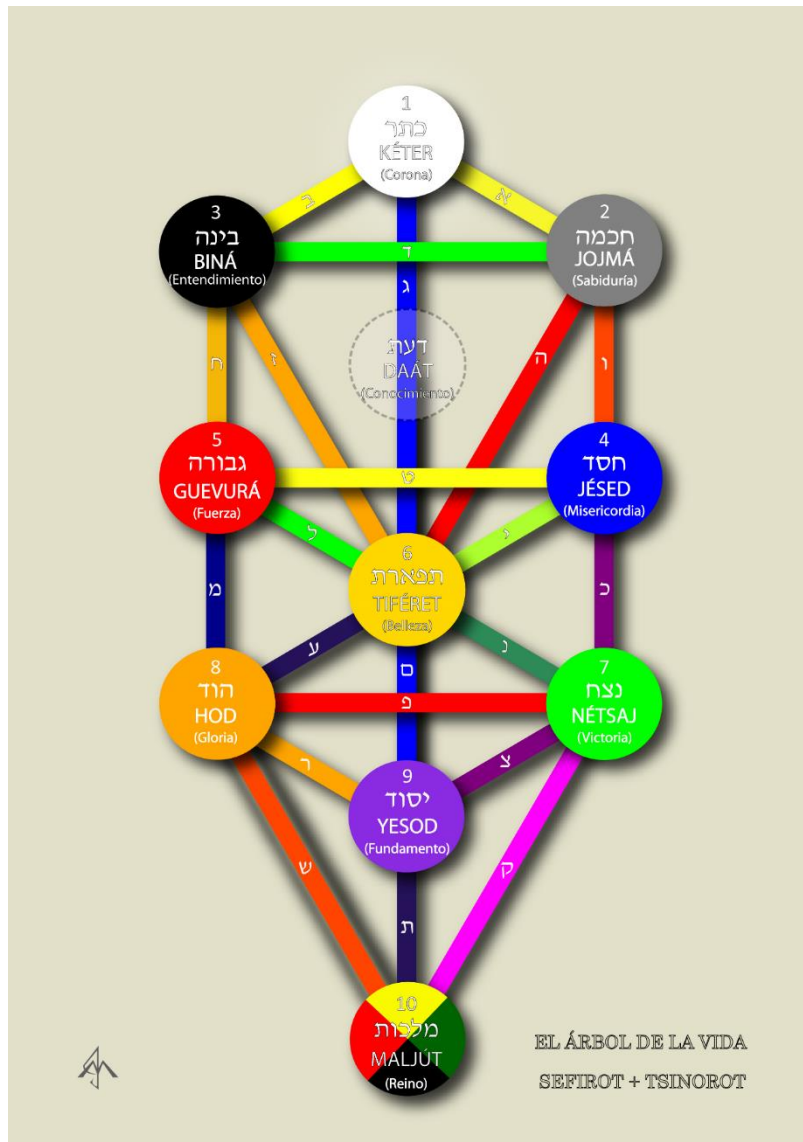 1
כתר
KÉTER
(Corona)
ב
א
3
בינה
BINÁ
(Entendimiento)
2
חכמה
JOJMÁ
(Sabiduría)
ד
ג
דעת
DAÁT
(Conocimiento)
ח
ז
ה
ו
5
גבורה
GUEVURÁ
(Fuerza)
4
חסד
JÉSED
(Misericordia)
ט
ל
י
6
תפארת
TIFÉRET
(Belleza)
מ
כ
ע
נ
8
הוד
HOD
(Gloria)
7
נצח
NÉTSAJ
(Victoria)
ס
פ
ר
צ
9
יסוד
YESOD
(Fundamento)
ש
ק
ת
10
מלכות
MALJÚT
(Reino)
EL ÁRBOL DE LA VIDA
SEFIROT + TSINOROT